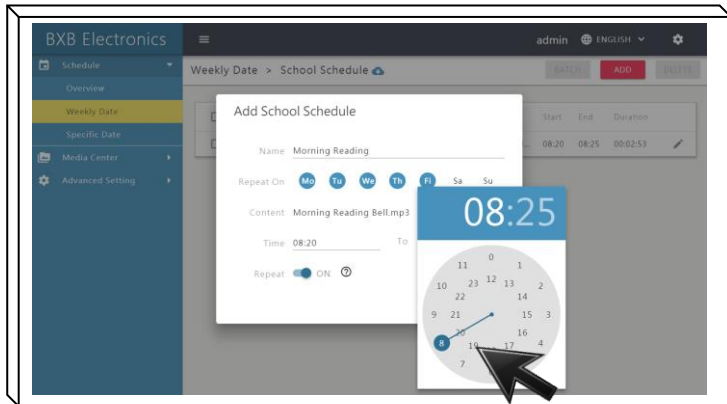 BXB Electronics
admin ENGLISH
Schedule
Weekly Date > School Schedule
BATCH ADD DELETE
Overview
Weekly Date
Specific Date
Media Center
Advanced Setting
Start End Duration
08:20 08:25 00:02:53
Add School Schedule
Name Morning Reading
Repeat On Mo Tu We Th Fi Sa Su
Content Morning Reading Bell.mp3
Time 08:20 To
Repeat ON
08:25
0
11 1
12
23 13
10 2
22 14
9 21 15 3
20 16
8 19 17 4
7